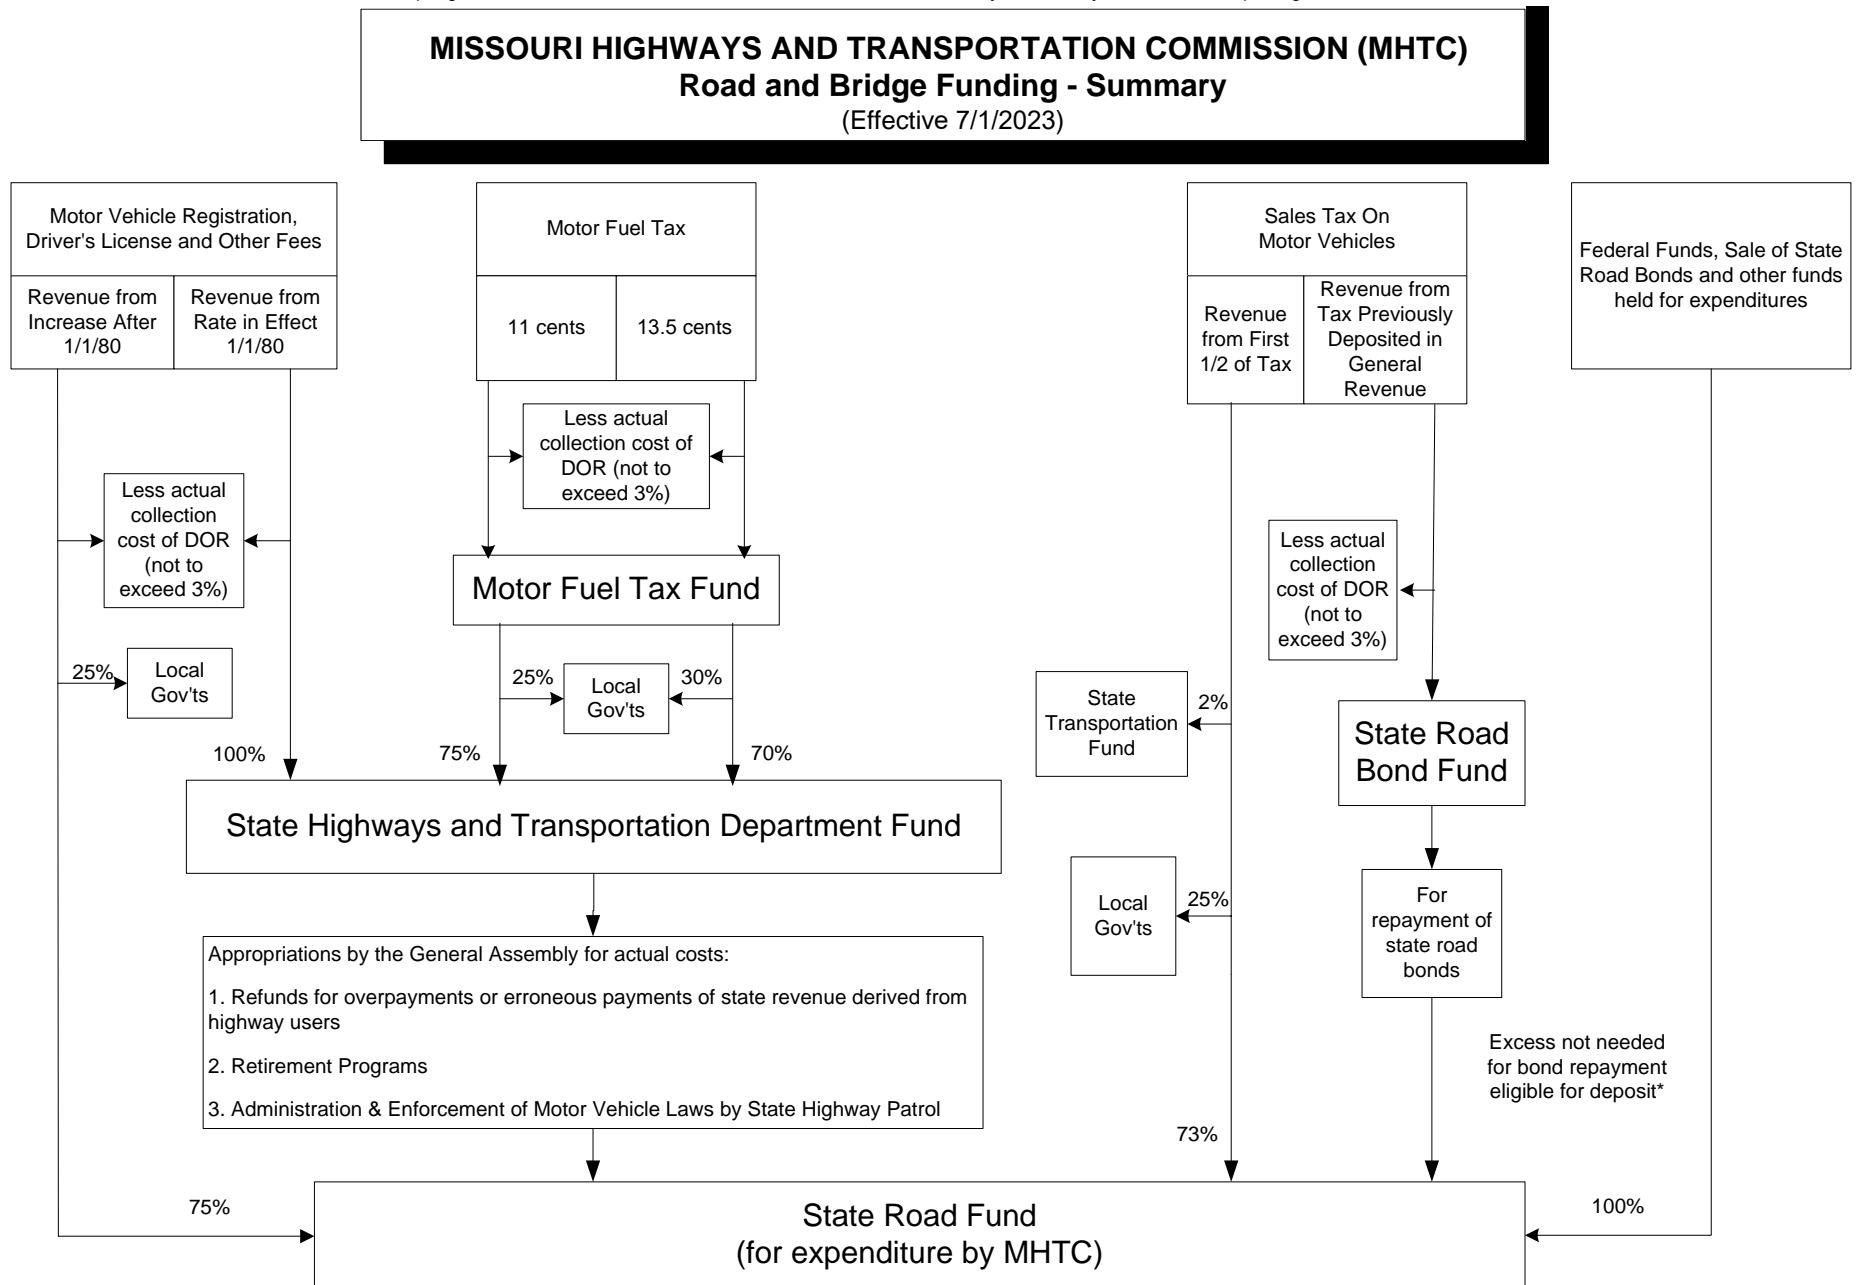 MISSOURI HIGHWAYS AND TRANSPORTATION COMMISSION (MHTC)
Road and Bridge Funding - Summary
(Effective 7/1/2023)
Motor Vehicle Registration,
Driver's License and Other Fees
Revenue from
Increase After
1/1/80
Revenue from
Rate in Effect
1/1/80
Motor Fuel Tax
11 cents
13.5 cents
Sales Tax On
Motor Vehicles
Revenue
from First
1/2 of Tax
Revenue from
Tax Previously
Deposited in
General
Revenue
Federal Funds, Sale of State
Road Bonds and other funds
held for expenditures
Less actual
collection
cost of DOR
(not to
exceed 3%)
Less actual
collection cost of
DOR (not to
exceed 3%)
Less actual
collection
cost of DOR
(not to
exceed 3%)
Motor Fuel Tax Fund
25%
Local
Gov'ts
25%
Local
Gov'ts
30%
100%
75%
70%
State
Transportation
Fund
2%
State Road
Bond Fund
State Highways and Transportation Department Fund
Local
Gov'ts
25%
For
repayment of
state road
bonds
Appropriations by the General Assembly for actual costs:
1. Refunds for overpayments or erroneous payments of state revenue derived from
highway users
2. Retirement Programs
3. Administration & Enforcement of Motor Vehicle Laws by State Highway Patrol
Excess not needed
for bond repayment
eligible for deposit*
73%
75%
100%
State Road Fund
(for expenditure by MHTC)